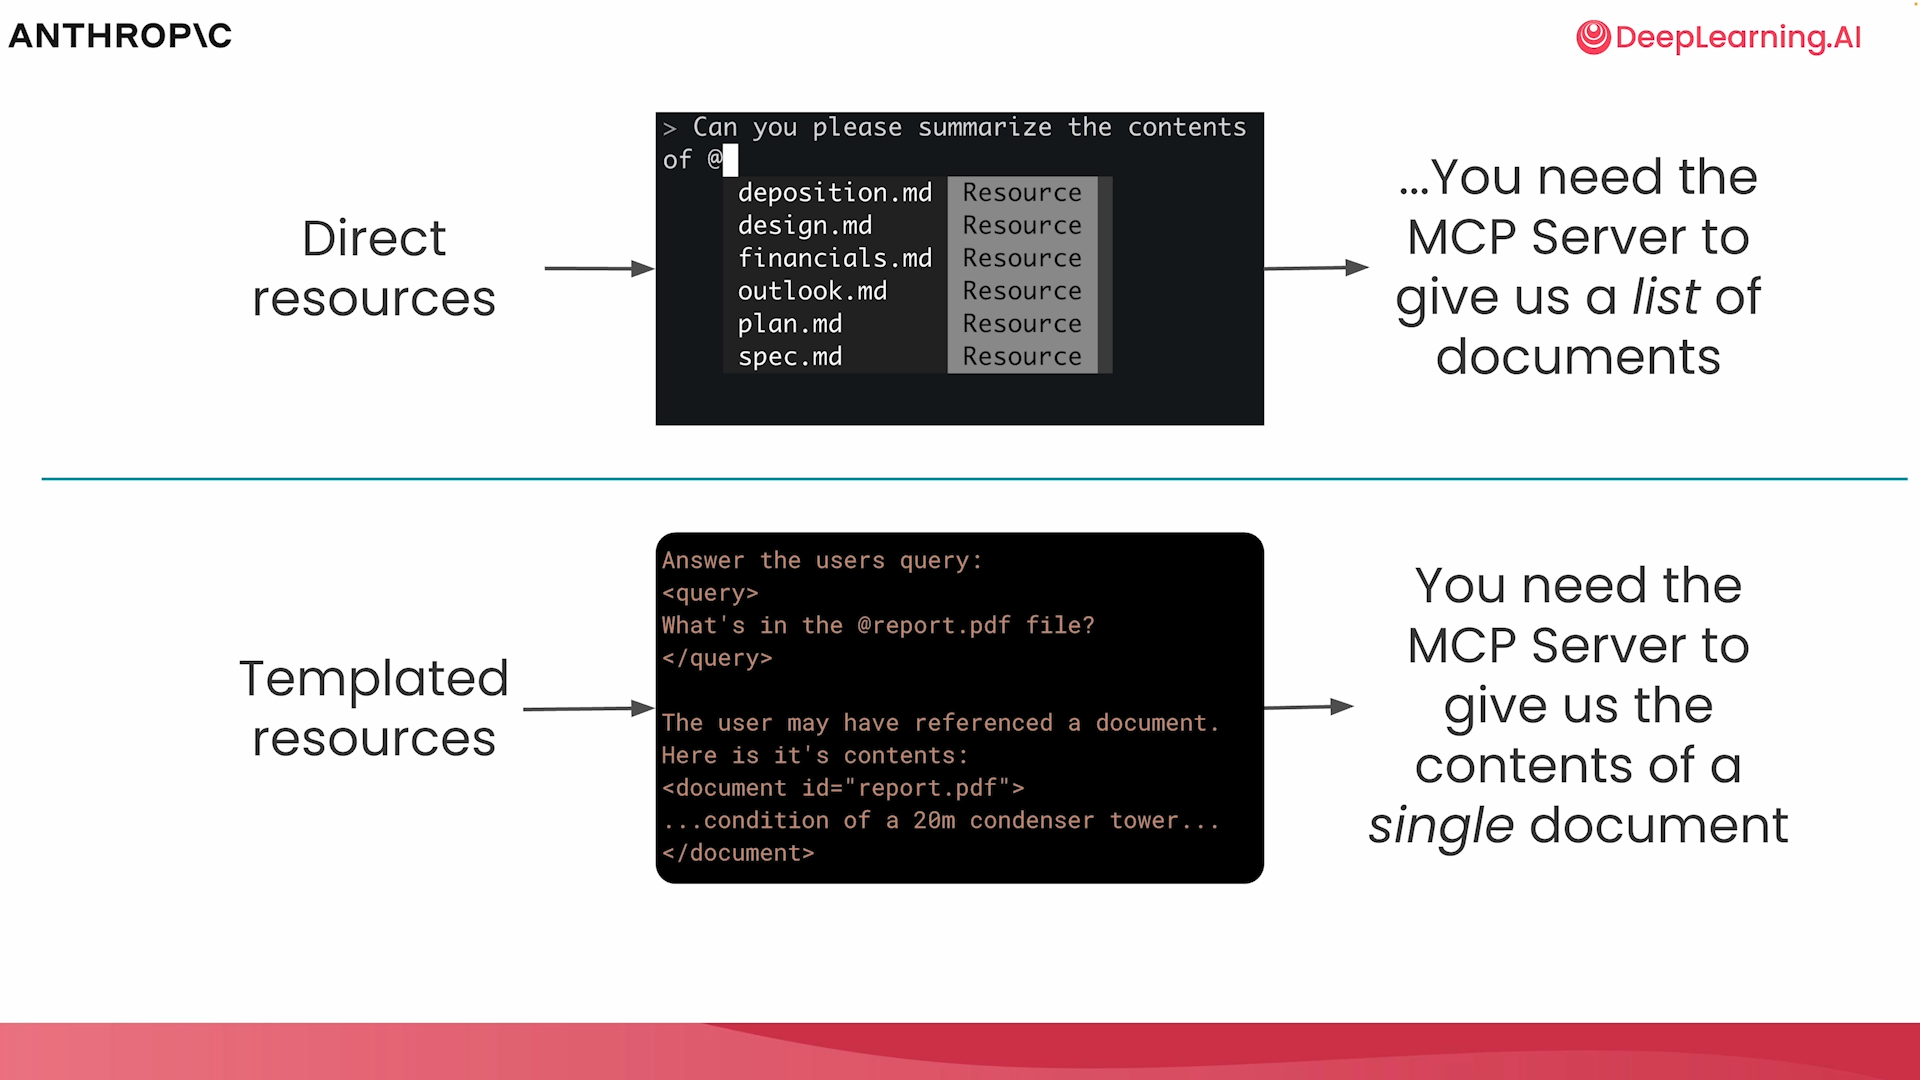 ANTHROP\C
DeepLearning.AI
Direct
resources
> Can you please summarize the contents
of @
deposition.md Resource
design.md Resource
financials.md Resource
outlook.md Resource
plan.md Resource
spec.md Resource
...You need the
MCP Server to
give us a list of
documents
Templated
resources
Answer the users query:
<query>
What's in the @report.pdf file?
</query>
The user may have referenced a document.
Here is it's contents:
<document id="report.pdf">
...condition of a 20m condenser tower...
</document>
You need the
MCP Server to
give us the
contents of a
single document